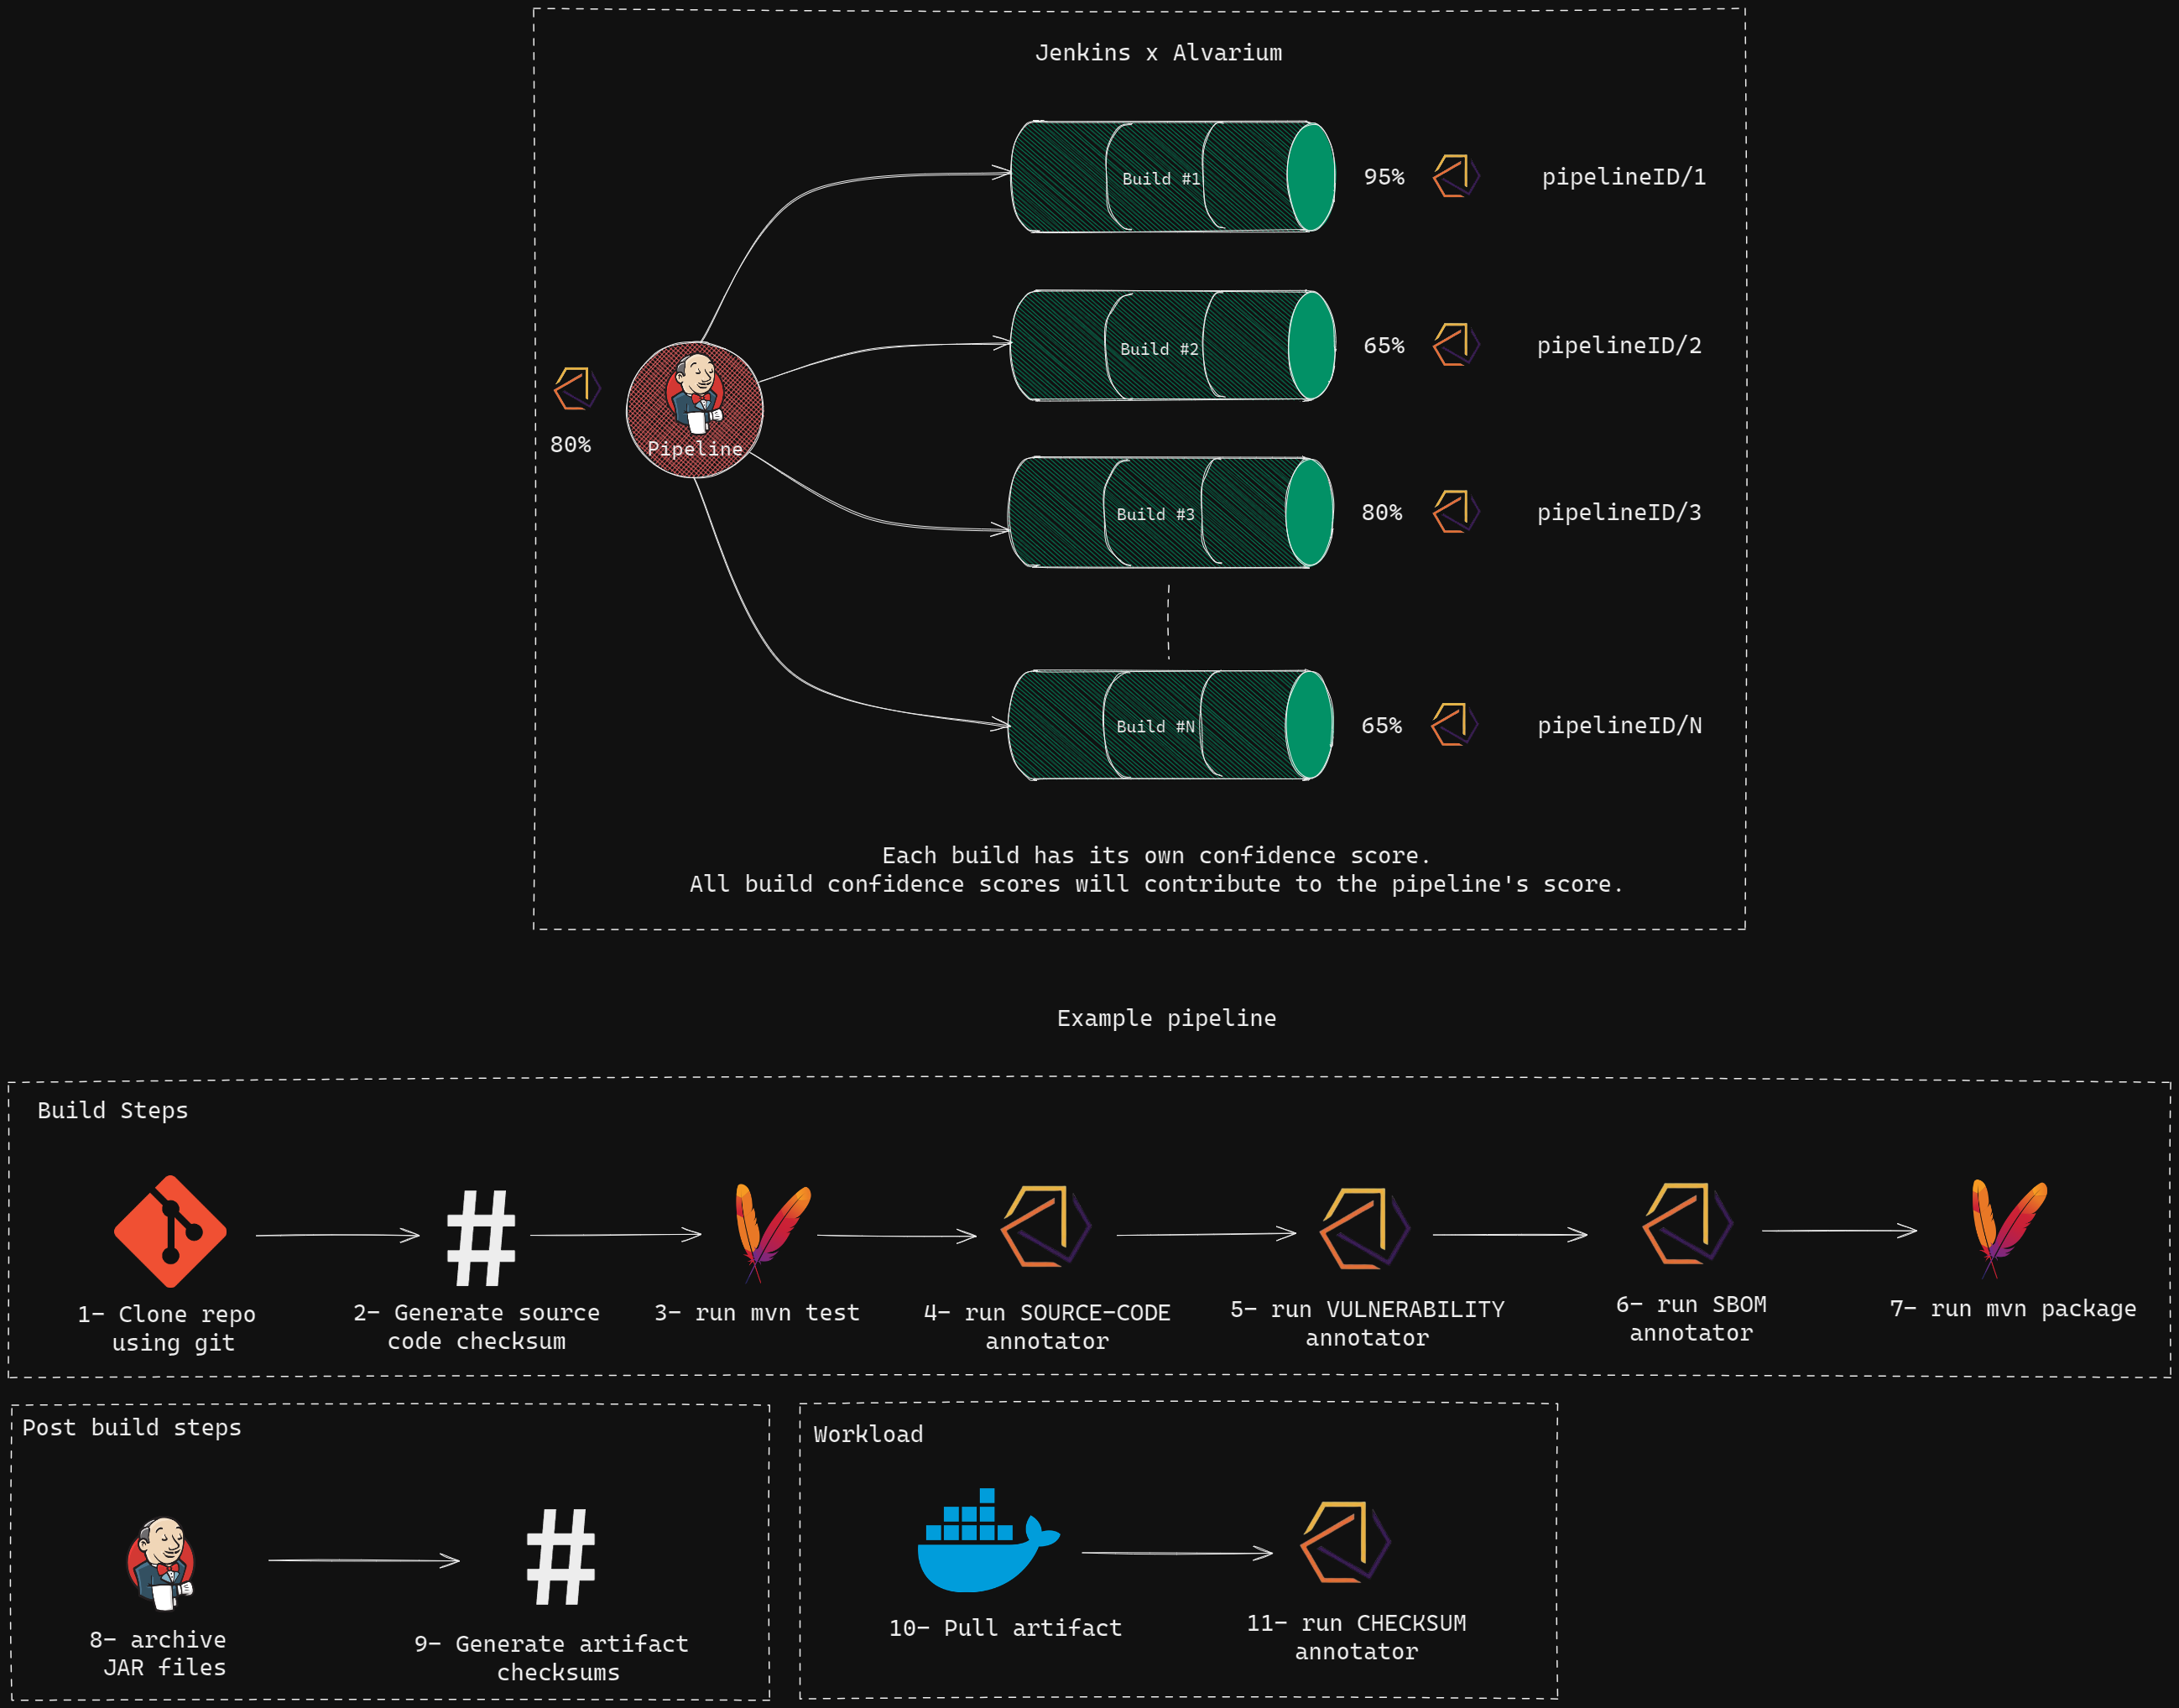 Jenkins x Alvarium
Build #1
95%
pipelineID/1
Build #2
65%
pipelineID/2
80%
Pipeline
Build #3
80%
pipelineID/3
Build #N
65%
pipelineID/N
Each build has its own confidence score.
All build confidence scores will contribute to the pipeline's score.
Example pipeline
Build Steps
1- Clone repo
using git
2- Generate source
code checksum
3- run mvn test
4- run SOURCE-CODE
annotator
5- run VULNERABILITY
annotator
6- run SBOM
annotator
7- run mvn package
Post build steps
8- archive
JAR files
9- Generate artifact
checksums
Workload
10- Pull artifact
11- run CHECKSUM
annotator